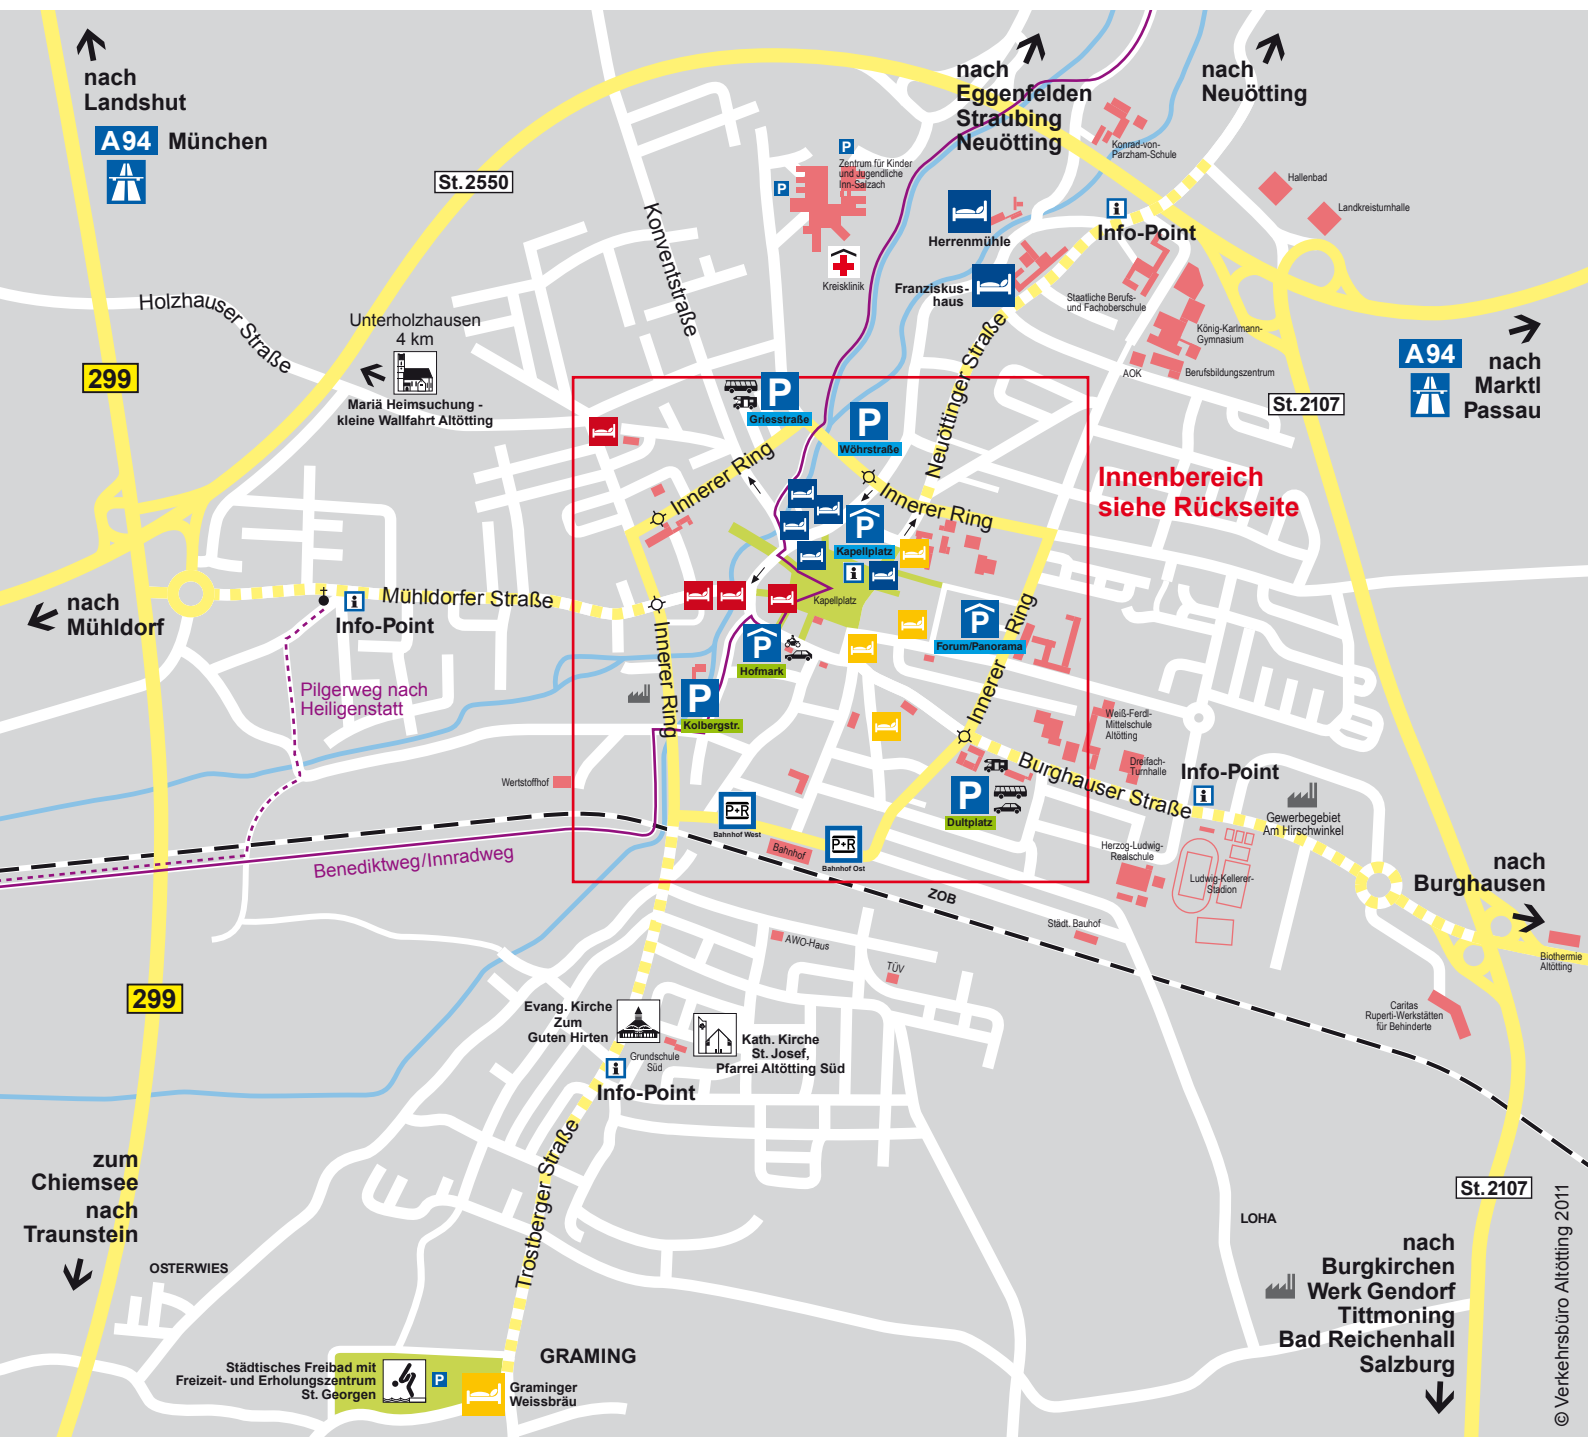 nach
Landshut
A94 München
nach
Eggenfelden
Straubing
Neuötting
nach
Neuötting
Konrad-von-
Parzham-Schule
P
Zentrum für Kinder
und Jugendliche
Inn-Salzach
P
St. 2550
Hallenbad
Landkreisturnhalle
Konventstraße
Herrenmühle
i
Info-Point
Kreisklinik
Franziskus-
haus
Staatliche Berufs-
und Fachoberschule
Holzhauser Straße
Unterholzhausen
4 km
König-Karlmann-
Gymnasium
AOK
Berufsbildungszentrum
299
A94
nach
Marktl
Passau
Mariä Heimsuchung -
kleine Wallfahrt Altötting
St. 2107
P
Griesstraße
P
Wöhrstraße
Neuöttinger Straße
Innerer Ring
Innerer Ring
Innenbereich
siehe Rückseite
P
Kapellplatz
i
Kapellplatz
nach
Mühldorf
i
Mühldorfer Straße
Info-Point
Innerer Ring
P
Forum/Panorama
Innerer Ring
P
Hofmark
P
Kolbergstr.
Pilgerweg nach
Heiligenstatt
Weiß-Ferdl-
Mittelschule
Altötting
Dreifach-
Turnhalle
Burghauser Straße
Info-Point
i
Wertstoffhof
P
Dultplatz
Gewerbegebiet
Am Hirschwinkel
P+R
Bahnhof West
Bahnhof
P+R
Bahnhof Ost
Herzog-Ludwig-
Realschule
Ludwig-Kellerer-
Stadion
Benediktweg/Innradweg
nach
Burghausen
ZOB
Städt. Bauhof
AWO-Haus
TÜV
Biothermie
Altötting
299
Evang. Kirche
Zum
Guten Hirten
Kath. Kirche
St. Josef,
Pfarrei Altötting Süd
Grundschule
Süd
i
Info-Point
Caritas
Ruperti-Werkstätten
für Behinderte
Trostberger Straße
zum
Chiemsee
nach
Traunstein
OSTERWIES
St. 2107
LOHA
nach
Burgkirchen
Werk Gendorf
Tittmoning
Bad Reichenhall
Salzburg
GRAMING
Städtisches Freibad mit
Freizeit- und Erholungszentrum
St. Georgen
P
Graminger
Weissbräu
© Verkehrsbüro Altötting 2011